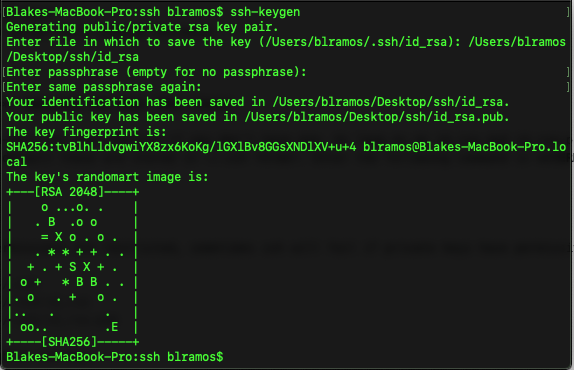 [Blakes-MacBook-Pro:ssh blramos$ ssh-keygen ]
Generating public/private rsa key pair.
Enter file in which to save the key (/Users/blramos/.ssh/id_rsa): /Users/blramos
/Desktop/ssh/id_rsa
[Enter passphrase (empty for no passphrase): ]
[Enter same passphrase again: ]
Your identification has been saved in /Users/blramos/Desktop/ssh/id_rsa.
Your public key has been saved in /Users/blramos/Desktop/ssh/id_rsa.pub.
The key fingerprint is:
SHA256:tvBlhLldvgwiYX8zx6KoKg/lGXlBv8GGsXNDlXV+u+4 blramos@Blakes-MacBook-Pro.lo
cal
The key's randomart image is:
+---[RSA 2048]----+
|    o ...o. .    |
|   . B  .o o     |
|    = X o . o .  |
|   . * * + + . . |
|  + . + S X + .  |
| o +   * B B . . |
|. o   . +   o .  |
|..   .       .   |
| oo..        .E  |
+----[SHA256]-----+
Blakes-MacBook-Pro:ssh blramos$